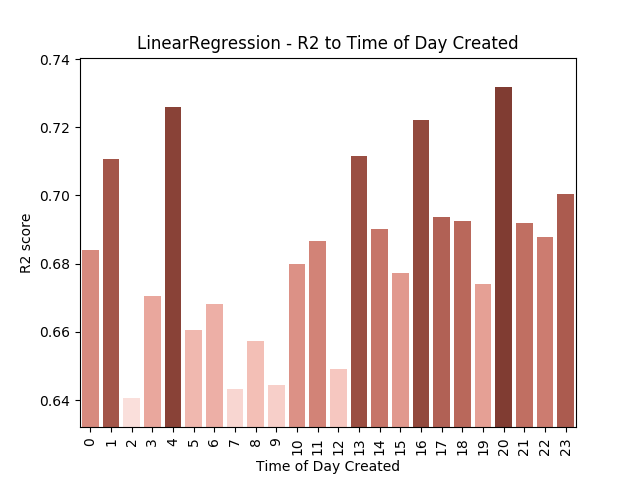 LinearRegression - R2 to Time of Day Created
0.74
0.72
0.70
0.68
0.66
0.64
R2 score
0 1 2 3 4 5 6 7 8 9 10 11 12 13 14 15 16 17 18 19 20 21 22 23
Time of Day Created